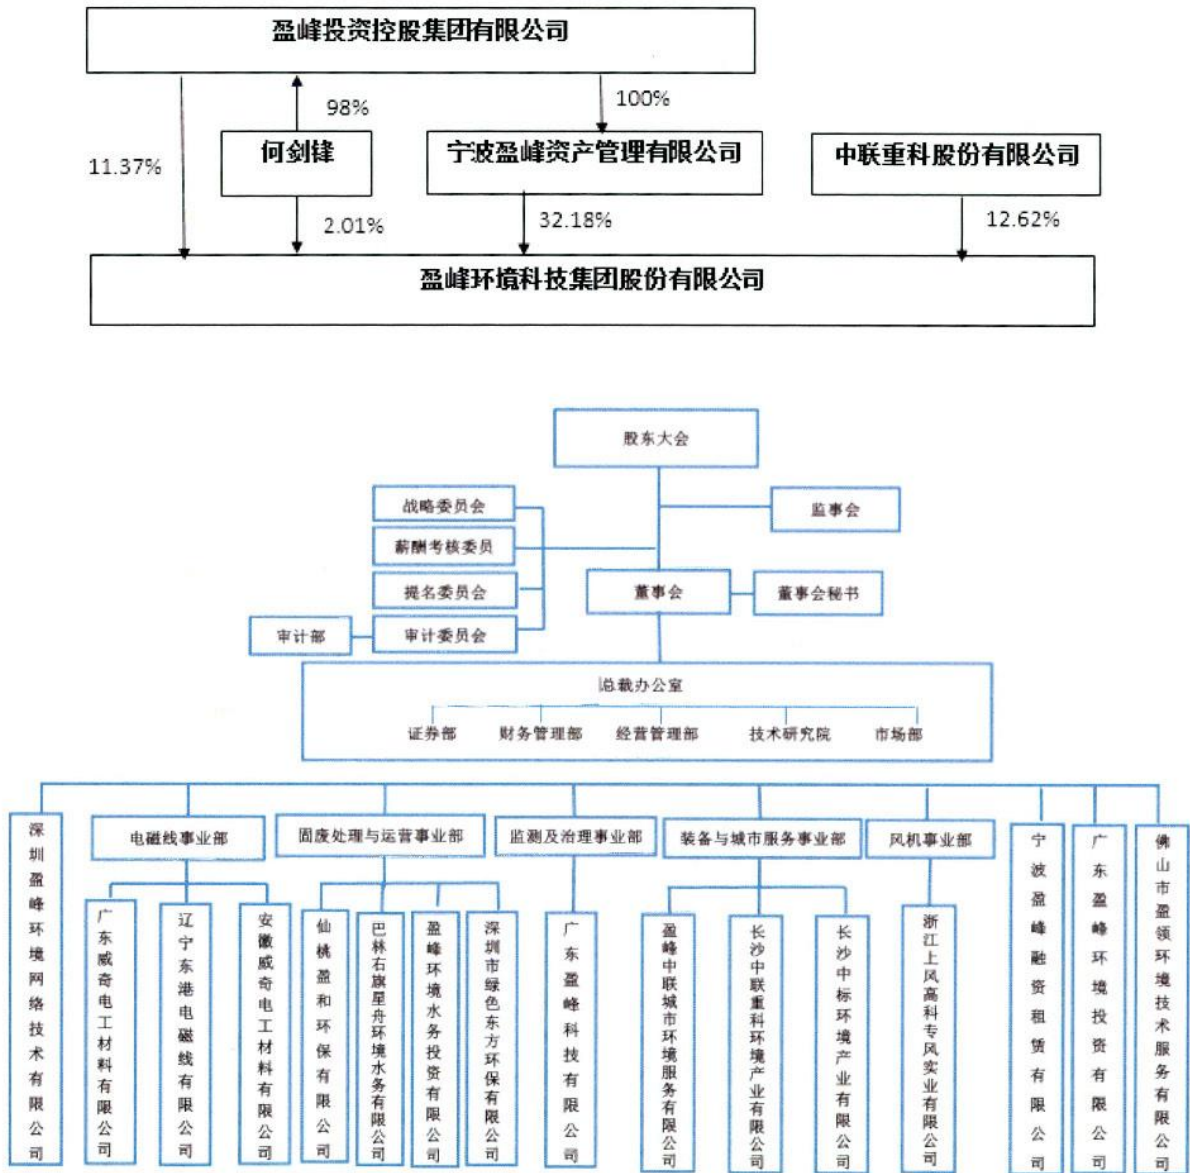 盈峰投资控股集团有限公司
98%
100%
11.37%
何剑锋
宁波盈峰资产管理有限公司
中联重科股份有限公司
2.01%
32.18%
12.62%
盈峰环境科技集团股份有限公司
股东大会
战略委员会
监事会
薪酬考核委员
提名委员会
董事会
董事会秘书
审计部
审计委员会
总裁办公室
证券部
财务管理部
经营管理部
技术研究院
市场部
深圳盈峰环境网络技术有限公司
电磁线事业部
固废处理与运营事业部
监测及治理事业部
装备与城市服务事业部
风机事业部
宁波盈峰融资租赁有限公司
广东盈峰环境投资有限公司
佛山市盈领环境技术服务有限公司
广东威奇电工材料有限公司
辽宁东港电磁线有限公司
安徽威奇电工材料有限公司
仙桃盈和环保有限公司
巴林右旗星舟环境水务有限公司
盈峰环境水务投资有限公司
深圳市绿色东方环保有限公司
广东盈峰科技有限公司
盈峰中联城市环境服务有限公司
长沙中联重科环境产业有限公司
长沙中标环境产业有限公司
浙江上风高科专风实业有限公司